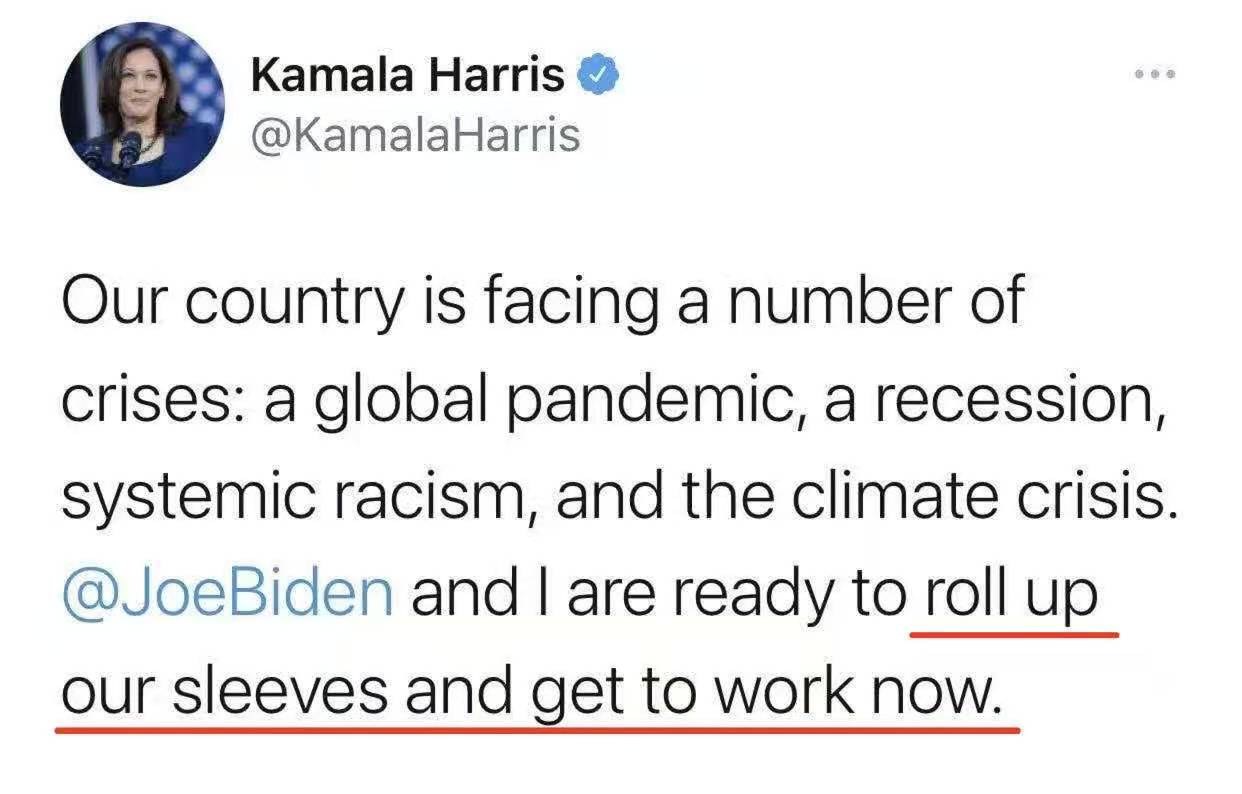 Kamala Harris
@KamalaHarris
Our country is facing a number of
crises: a global pandemic, a recession,
systemic racism, and the climate crisis.
@JoeBiden and I are ready to roll up
our sleeves and get to work now.